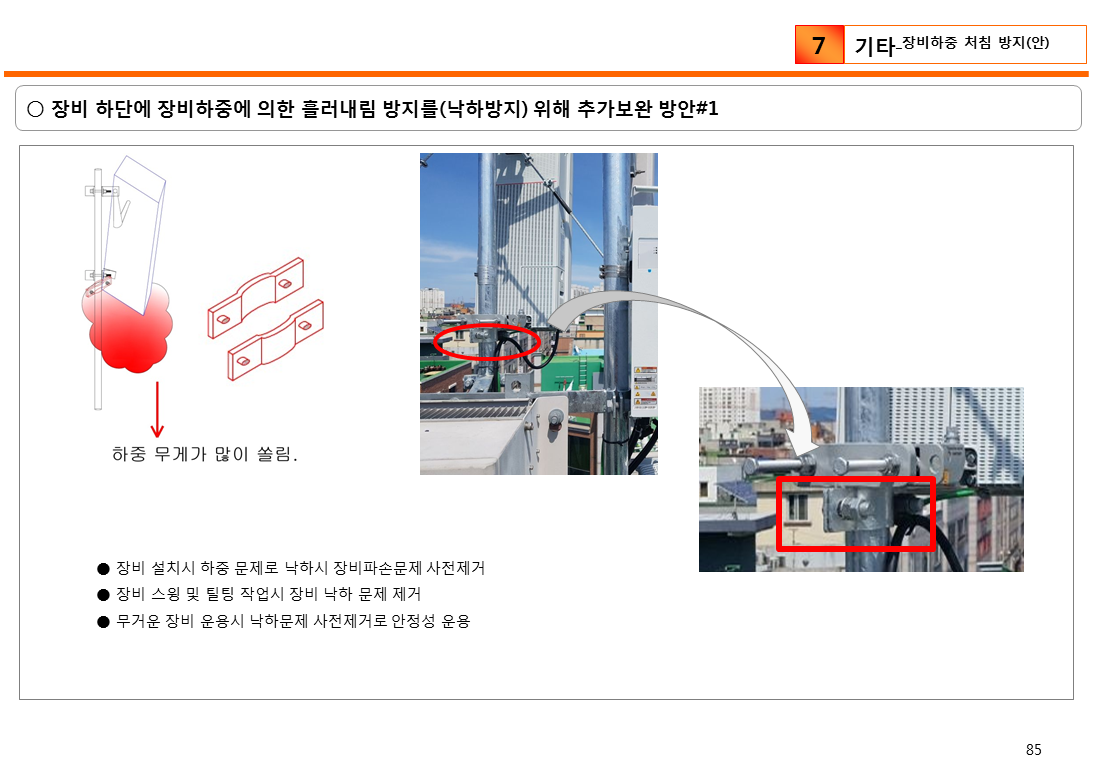 7
기타-장비하중 처짐 방지(안)
○ 장비 하단에 장비하중에 의한 흘러내림 방지를(낙하방지) 위해 추가보완 방안#1
하중 무게가 많이 쏠림.
● 장비 설치시 하중 문제로 낙하시 장비파손문제 사전제거
● 장비 스윙 및 틸팅 작업시 장비 낙하 문제 제거
● 무거운 장비 운용시 낙하문제 사전제거로 안정성 운용
85